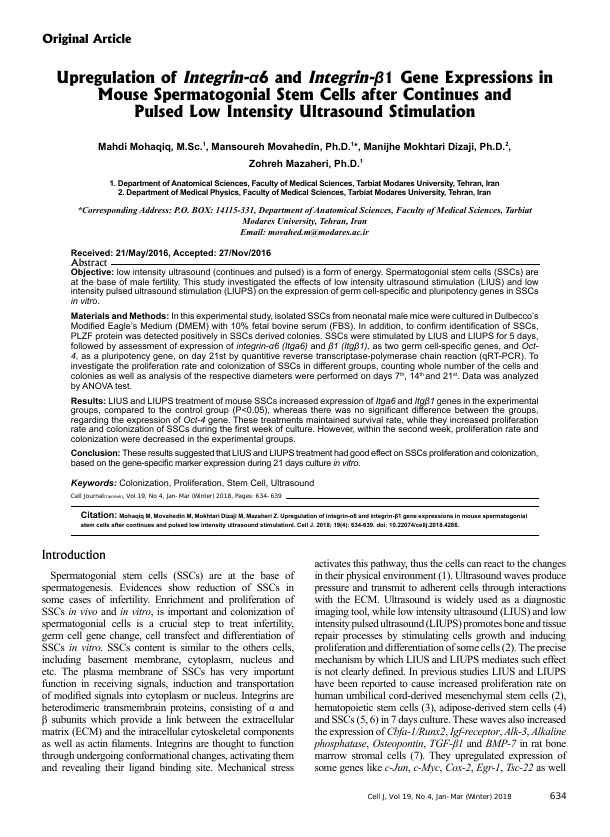 Original Article
Upregulation of Integrin-α6 and Integrin-β1 Gene Expressions in
Mouse Spermatogonial Stem Cells after Continues and
Pulsed Low Intensity Ultrasound Stimulation
Mahdi Mohaqiq, M.Sc.¹, Mansoureh Movahedin, Ph.D.¹*, Manijhe Mokhtari Dizaji, Ph.D.²,
Zohreh Mazaheri, Ph.D.¹
1. Department of Anatomical Sciences, Faculty of Medical Sciences, Tarbiat Modares University, Tehran, Iran
2. Department of Medical Physics, Faculty of Medical Sciences, Tarbiat Modares University, Tehran, Iran
*Corresponding Address: P.O. BOX: 14115-331, Department of Anatomical Sciences, Faculty of Medical Sciences, Tarbiat
Modares University, Tehran, Iran
Email: movahed.m@modares.ac.ir
Received: 21/May/2016, Accepted: 27/Nov/2016
Abstract
Objective: low intensity ultrasound (continues and pulsed) is a form of energy. Spermatogonial stem cells (SSCs) are
at the base of male fertility. This study investigated the effects of low intensity ultrasound stimulation (LIUS) and low
intensity pulsed ultrasound stimulation (LIUPS) on the expression of germ cell-specific and pluripotency genes in SSCs
in vitro.
Materials and Methods: In this experimental study, isolated SSCs from neonatal male mice were cultured in Dulbecco's
Modified Eagle's Medium (DMEM) with 10% fetal bovine serum (FBS). In addition, to confirm identification of SSCs,
PLZF protein was detected positively in SSCs derived colonies. SSCs were stimulated by LIUS and LIUPS for 5 days,
followed by assessment of expression of integrin-α6 (Itga6) and β1 (Itgβ1), as two germ cell-specific genes, and Oct-
4, as a pluripotency gene, on day 21st by quantitive reverse transcriptase-polymerase chain reaction (qRT-PCR). To
investigate the proliferation rate and colonization of SSCs in different groups, counting whole number of the cells and
colonies as well as analysis of the respective diameters were performed on days 7th, 14th and 21st. Data was analyzed
by ANOVA test.
Results: LIUS and LIUPS treatment of mouse SSCs increased expression of Itga6 and Itgβ1 genes in the experimental
groups, compared to the control group (P<0.05), whereas there was no significant difference between the groups,
regarding the expression of Oct-4 gene. These treatments maintained survival rate, while they increased proliferation
rate and colonization of SSCs during the first week of culture. However, within the second week, proliferation rate and
colonization were decreased in the experimental groups.
Conclusion: These results suggested that LIUS and LIUPS treatment had good effect on SSCs proliferation and colonization,
based on the gene-specific marker expression during 21 days culture in vitro.
Keywords: Colonization, Proliferation, Stem Cell, Ultrasound
Cell Journal(Yakhteh), Vol 19, No 4, Jan-Mar (Winter) 2018, Pages: 634-639
Citation: Mohaqiq M, Movahedin M, Mokhtari Dizaji M, Mazaheri Z. Upregulation of integrin-α6 and integrin-β1 gene expressions in mouse spermatogonial
stem cells after continues and pulsed low intensity ultrasound stimulationl. Cell J. 2018; 19(4): 634-639. doi: 10.22074/cellj.2018.4286.
Introduction
Spermatogonial stem cells (SSCs) are at the base of
spermatogenesis. Evidences show reduction of SSCs in
some cases of infertility. Enrichment and proliferation of
SSCs in vivo and in vitro, is important and colonization of
spermatogonial cells is a crucial step to treat infertility,
germ cell gene change, cell transfect and differentiation of
SSCs in vitro. SSCs content is similar to the others cells,
including basement membrane, cytoplasm, nucleus and
etc. The plasma membrane of SSCs has very important
function in receiving signals, induction and transportation
of modified signals into cytoplasm or nucleus. Integrins are
heterodimeric transmembrain proteins, consisting of α and
β subunits which provide a link between the extracellular
matrix (ECM) and the intracellular cytoskeletal components
as well as actin filaments. Integrins are thought to function
through undergoing conformational changes, activating them
and revealing their ligand binding site. Mechanical stress
activates this pathway, thus the cells can react to the changes
in their physical environment (1). Ultrasound waves produce
pressure and transmit to adherent cells through interactions
with the ECM. Ultrasound is widely used as a diagnostic
imaging tool, while low intensity ultrasound (LIUS) and low
intensity pulsed ultrasound (LIUPS) promotes bone and tissue
repair processes by stimulating cells growth and inducing
proliferation and differentiation of some cells (2). The precise
mechanism by which LIUS and LIUPS mediates such effect
is not clearly defined. In previous studies LIUS and LIUPS
have been reported to cause increased proliferation rate on
human umbilical cord-derived mesenchymal stem cells (2),
hematopoietic stem cells (3), adipose-derived stem cells (4)
and SSCs (5, 6) in 7 days culture. These waves also increased
the expression of Cbfa-1/Runx2, Igf-receptor, Alk-3, Alkaline
phosphatase, Osteopontin, TGF-β1 and BMP-7 in rat bone
marrow stromal cells (7). They upregulated expression of
some genes like c-Jun, c-Myc, Cox-2, Egr-1, Tsc-22 as well
Cell J, Vol 19, No 4, Jan-Mar (Winter) 2018 634